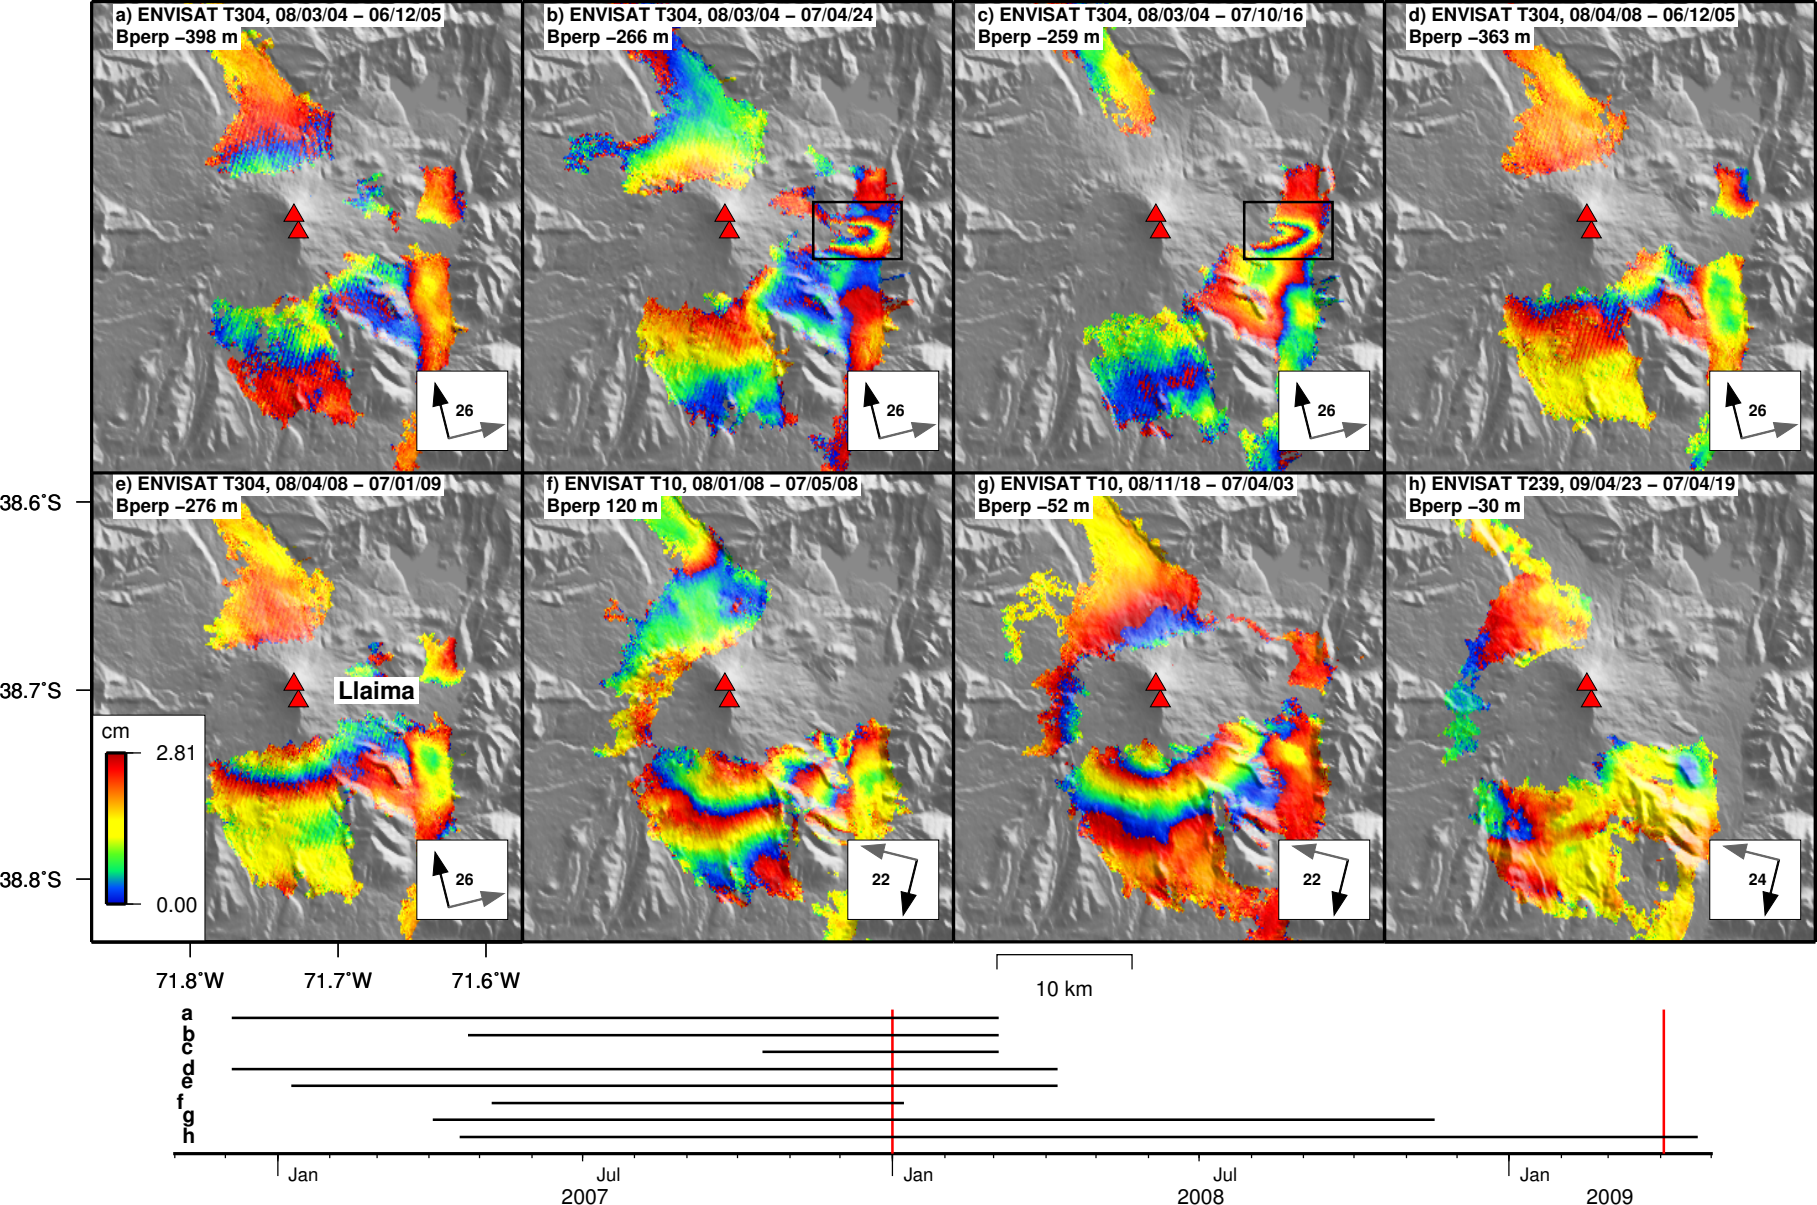 a) ENVISAT T304, 08/03/04 − 06/12/05
Bperp −398 m
b) ENVISAT T304, 08/03/04 − 07/04/24
Bperp −266 m
c) ENVISAT T304, 08/03/04 − 07/10/16
Bperp −259 m
d) ENVISAT T304, 08/04/08 − 06/12/05
Bperp −363 m
26
26
26
26
e) ENVISAT T304, 08/04/08 − 07/01/09
Bperp −276 m
f) ENVISAT T10, 08/01/08 − 07/05/08
Bperp 120 m
g) ENVISAT T10, 08/11/18 − 07/04/03
Bperp −52 m
h) ENVISAT T239, 09/04/23 − 07/04/19
Bperp −30 m
38.6˚S
38.7˚S
38.8˚S
Llaima
cm
2.81
0.00
26
22
22
24
71.8˚W
71.7˚W
71.6˚W
10 km
a
b
c
d
e
f
g
h
Jan
Jul
Jan
Jul
Jan
2007
2008
2009